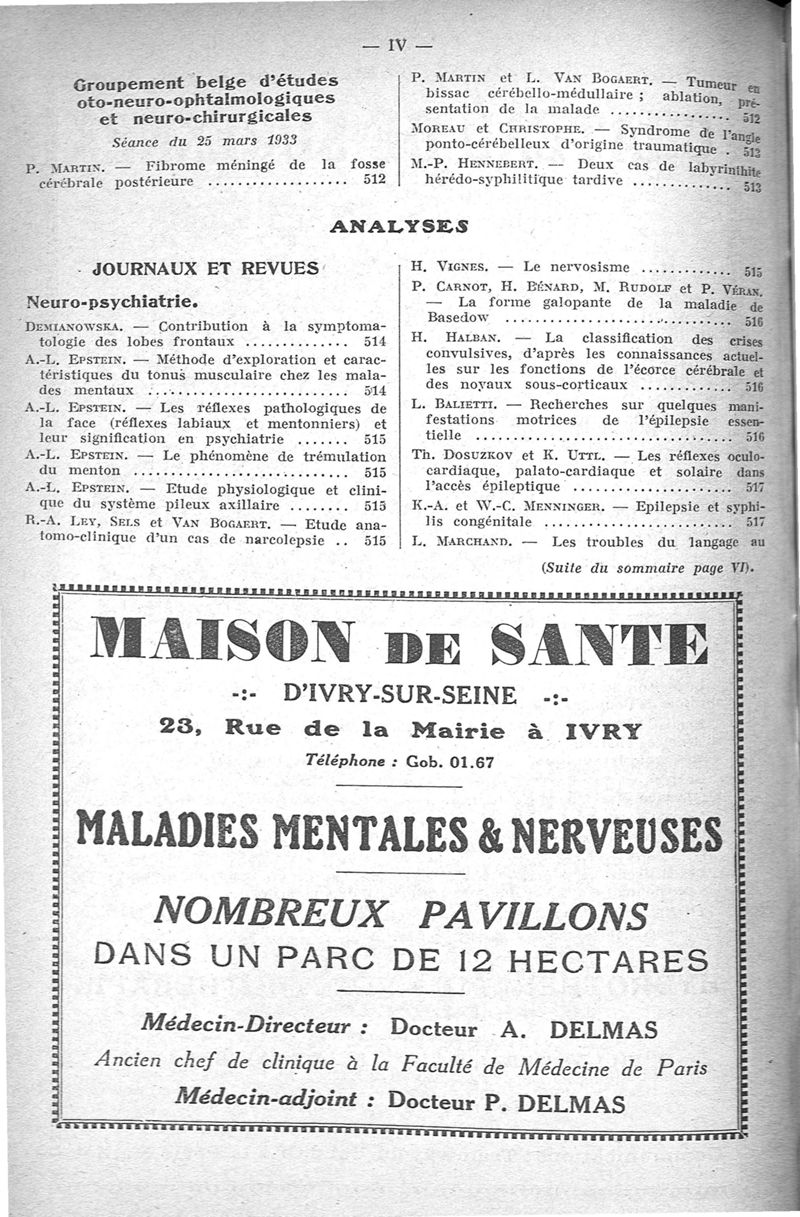 — IV —
Groupement belge d'études
oto-neuro-ophtalmologiques
et neuro-chirurgicales
Séance du 25 mars 1933
P. MARTIN. — Fibrome méningé de la fosse
cérébrale postérieure .................. 512
P. MARTIN et L. VAN BOGAERT. — Tumeur en
bissac cérébello-médullaire ; ablation, pré-
sentation de la malade ................ 512
MOREAU et CHRISTOPHE. — Syndrome de l'angle
ponto-cérébelleux d'origine traumatique . 513
M.-P. HENNEBERT. — Deux cas de labyrinthite
hérédo-syphilitique tardive ............. 513
ANALYSES
JOURNAUX ET REVUES
Neuro-psychiatrie.
DEMIANOWSKA. — Contribution à la symptoma-
tologie des lobes frontaux .............. 514
A.-L. EPSTEIN. — Méthode d'exploration et carac-
téristiques du tonus musculaire chez les mala-
des mentaux .......................... 514
A.-L. EPSTEIN. — Les réflexes pathologiques de
la face (réflexes labiaux et mentonniers) et
leur signification en psychiatrie ....... 515
A.-L. EPSTEIN. — Le phénomène de trémulation
du menton ............................ 515
A.-L. EPSTEIN. — Etude physiologique et clini-
que du système pileux axillaire ........ 515
R.-A. LEY, SELS et VAN BOGAERT. — Etude ana-
tomo-clinique d'un cas de narcolepsie .. 515
H. VIGNES. — Le nervosisme ............. 515
P. CARNOT, H. BÉNARD, M. RUDOLF et P. VÉRAN.
— La forme galopante de la maladie de
Basedow .............................. 516
H. HALBAN. — La classification des crises
convulsives, d'après les connaissances actuel-
les sur les fonctions de l'écorce cérébrale et
des noyaux sous-corticaux ............. 516
L. BALIETTI. — Recherches sur quelques mani-
festations motrices de l'épilepsie essen-
tielle .................................. 516
Th. DOSUZKOV et K. UTTL. — Les réflexes oculo-
cardiaque, palato-cardiaque et solaire dans
l'accès épileptique ..................... 517
K.-A. et W.-C. MENNINGER. — Epilepsie et syphi-
lis congénitale ......................... 517
L. MARCHAND. — Les troubles du langage au
(Suite du sommaire page VI).
MAISON DE SANTE
-:- D'IVRY-SUR-SEINE -:-
23, Rue de la Mairie à IVRY
Téléphone : Gob. 01.67
MALADIES MENTALES & NERVEUSES
NOMBREUX PAVILLONS
DANS UN PARC DE 12 HECTARES
Médecin-Directeur : Docteur A. DELMAS
Ancien chef de clinique à la Faculté de Médecine de Paris
Médecin-adjoint : Docteur P. DELMAS